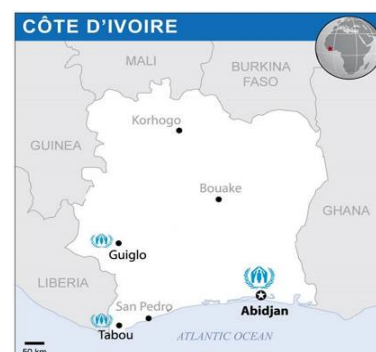 CÔTE D'IVOIRE
MALI
BURKINA
FASO
Korhogo
GUINEA
Bouake
GHANA
Guiglo
LIBERIA
San Pedro
Abidjan
Tabou
ATLANTIC OCEAN
50 km